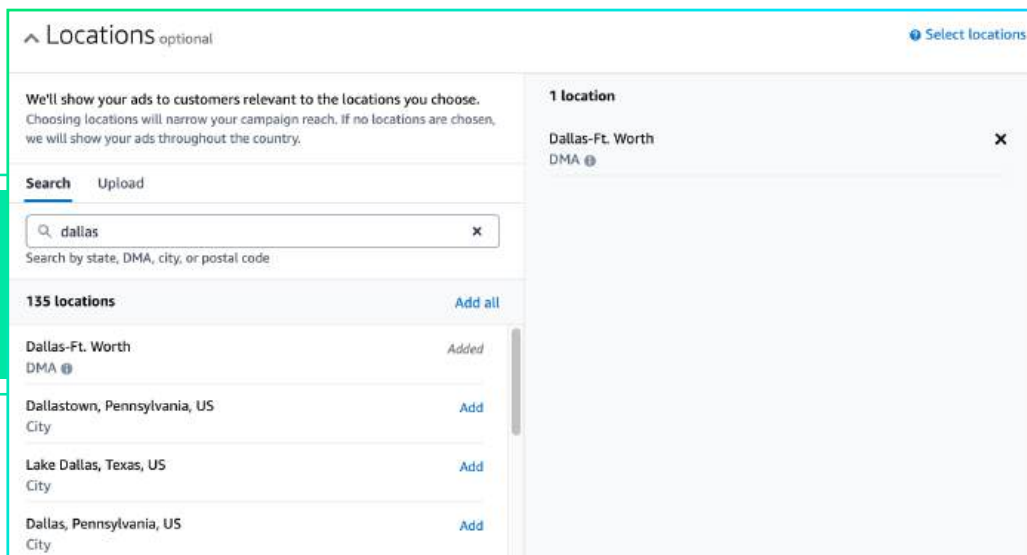 Locations optional
Select locations
We'll show your ads to customers relevant to the locations you choose.
Choosing locations will narrow your campaign reach. If no locations are chosen,
we will show your ads throughout the country.
Search Upload
dallas
Search by state, DMA, city, or postal code
135 locations Add all
Dallas-Ft. Worth Added
DMA
Dallastown, Pennsylvania, US Add
City
Lake Dallas, Texas, US Add
City
Dallas, Pennsylvania, US Add
City
1 location
Dallas-Ft. Worth
DMA